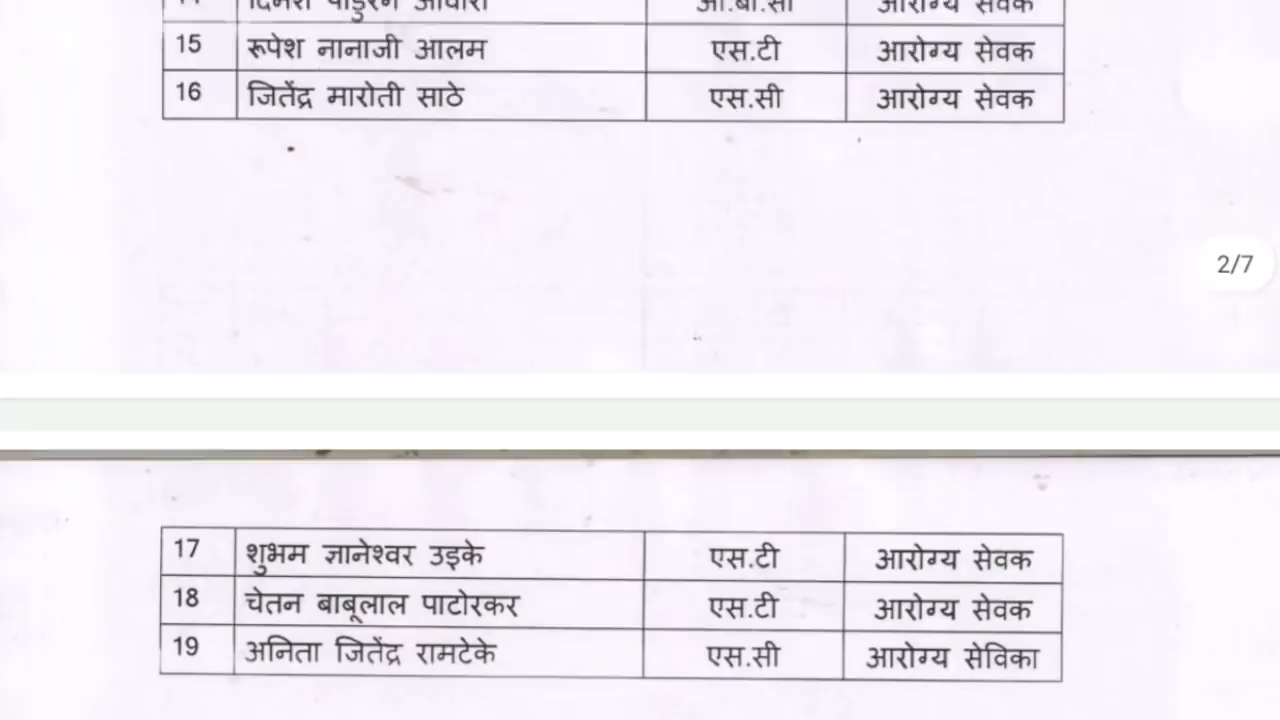 15 रूपेश नानाजी आलम एस.टी आरोग्य सेवक
16 जितेंद्र मारोती साठे एस.सी आरोग्य सेवक
2/7
17 शुभम ज्ञानेश्वर उइके एस.टी आरोग्य सेवक
18 चेतन बाबूलाल पाटोरकर एस.टी आरोग्य सेवक
19 अनिता जितेंद्र रामटेके एस.सी आरोग्य सेविका